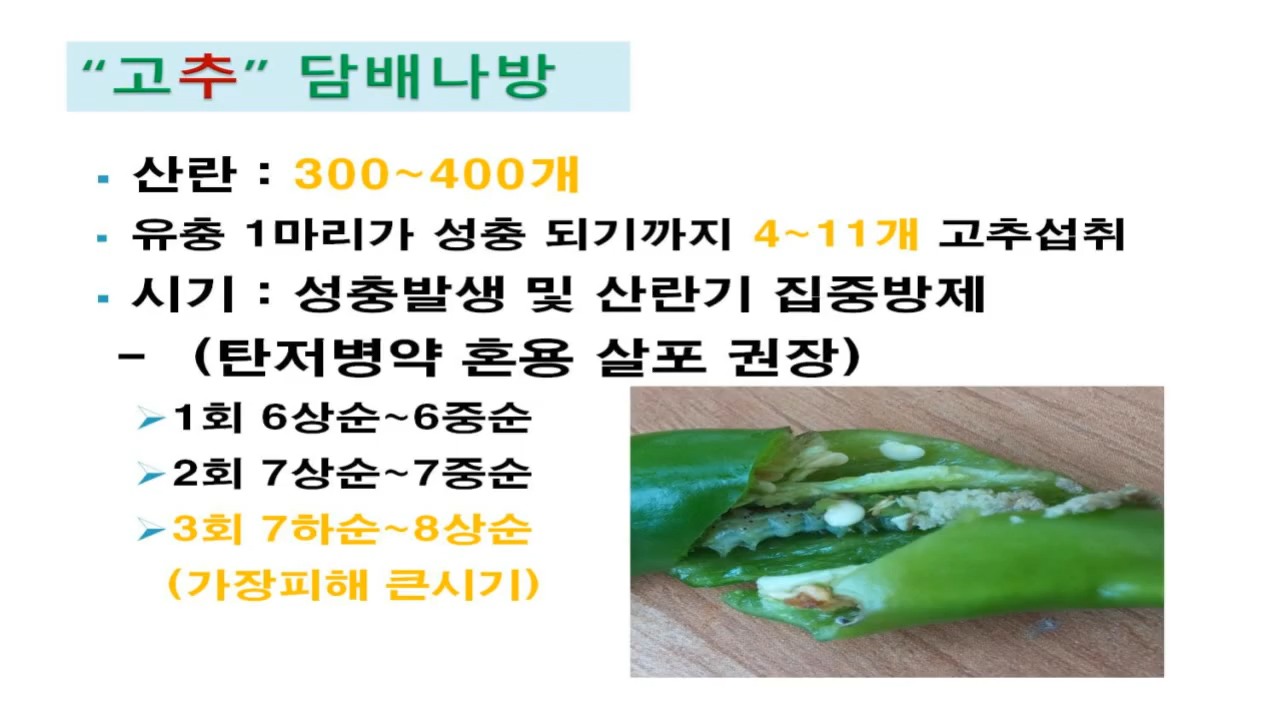 “고추” 담배나방
▪ 산란 : 300~400개
▪ 유충 1마리가 성충 되기까지 4~11개 고추섭취
▪ 시기 : 성충발생 및 산란기 집중방제
– (탄저병약 혼용 살포 권장)
➢1회 6상순~6중순
➢2회 7상순~7중순
➢3회 7하순~8상순
(가장피해 큰시기)